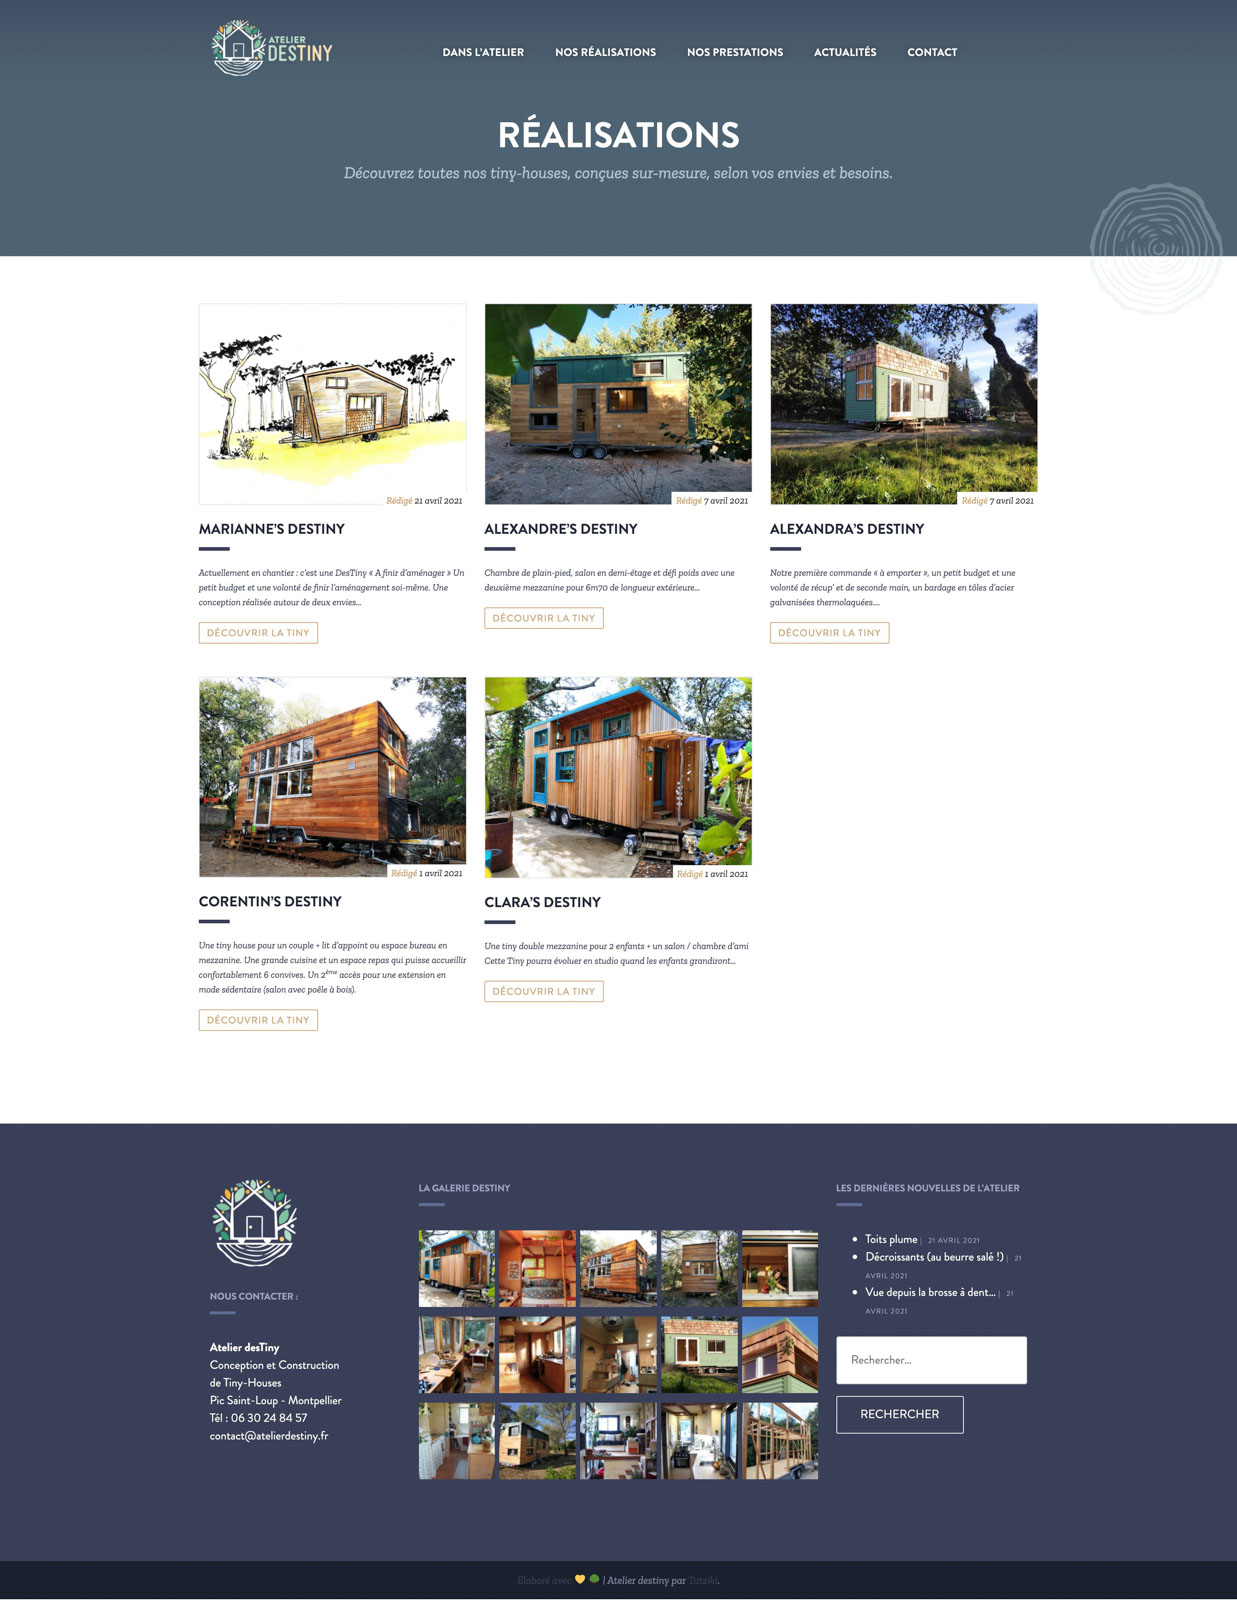 ATELIER
DESTINY
DANS L'ATELIER
NOS RÉALISATIONS
NOS PRESTATIONS
ACTUALITÉS
CONTACT
RÉALISATIONS
Découvrez toutes nos tiny-houses, conçues sur-mesure, selon vos envies et besoins.
Rédigé 21 avril 2021
MARIANNE'S DESTINY
Actuellement en chantier : c'est une DesTiny « A finir d'aménager » Un
petit budget et une volonté de finir l'aménagement soi-même. Une
conception réalisée autour de deux envies...
DÉCOUVRIR LA TINY
Rédigé 7 avril 2021
ALEXANDRE'S DESTINY
Chambre de plain-pied, salon en demi-étage et défi poids avec une
deuxième mezzanine pour 6m70 de longueur extérieure...
DÉCOUVRIR LA TINY
Rédigé 7 avril 2021
ALEXANDRA'S DESTINY
Notre première commande « à emporter », un petit budget et une
volonté de récup' et de seconde main, un bardage en tôles d'acier
galvanisées thermolaquées....
DÉCOUVRIR LA TINY
Rédigé 1 avril 2021
CORENTIN'S DESTINY
Une tiny house pour un couple + lit d'appoint ou espace bureau en
mezzanine. Une grande cuisine et un espace repas qui puisse accueillir
confortablement 6 convives. Un 2ème accès pour une extension en
mode sédentaire (salon avec poêle à bois).
DÉCOUVRIR LA TINY
Rédigé 1 avril 2021
CLARA'S DESTINY
Une tiny double mezzanine pour 2 enfants + un salon / chambre d'ami
Cette Tiny pourra évoluer en studio quand les enfants grandiront...
DÉCOUVRIR LA TINY
NOUS CONTACTER :
Atelier desTiny
Conception et Construction
de Tiny-Houses
Pic Saint-Loup - Montpellier
Tél : 06 30 24 84 57
contact@atelierdestiny.fr
LA GALERIE DESTINY
LES DERNIÈRES NOUVELLES DE L'ATELIER
Toits plume | 21 AVRIL 2021
Décroissants (au beurre salé !) | 21
AVRIL 2021
Vue depuis la brosse à dent... | 21
AVRIL 2021
Rechercher...
RECHERCHER
Élaboré avec 💛 🌳 | Atelier destiny par Tatziki.